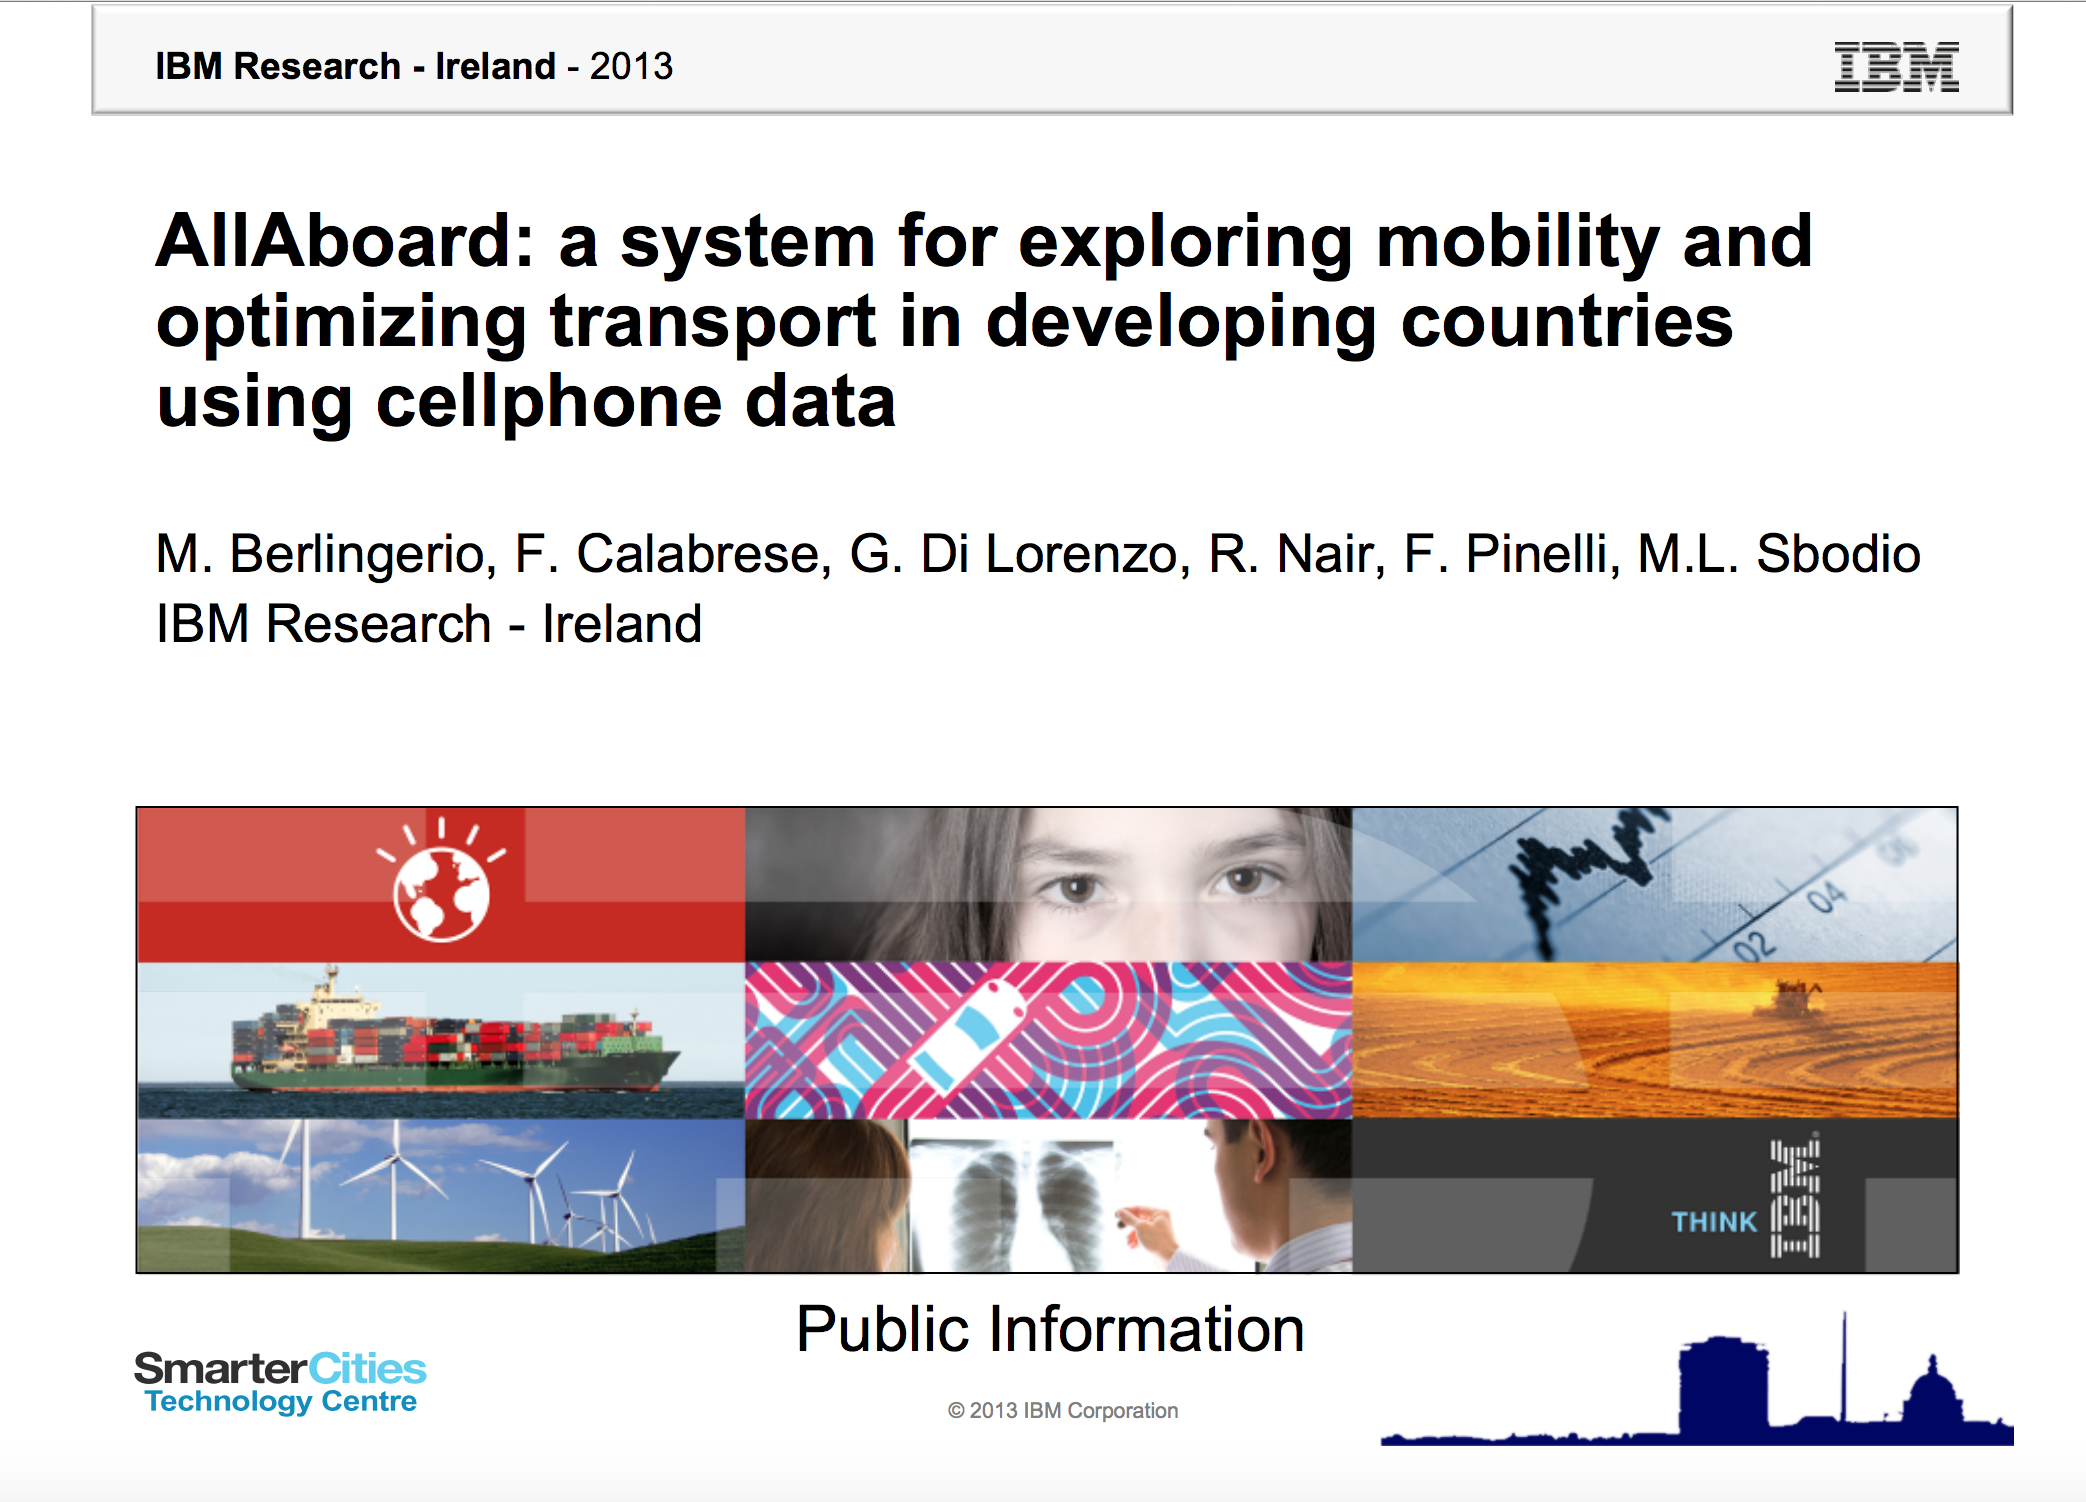 IBM Research - Ireland - 2013
IBM
AllAboard: a system for exploring mobility and
optimizing transport in developing countries
using cellphone data
M. Berlingerio, F. Calabrese, G. Di Lorenzo, R. Nair, F. Pinelli, M.L. Sbodio
IBM Research - Ireland
02
04
06
THINK
IBM
Public Information
SmarterCities
Technology Centre
© 2013 IBM Corporation